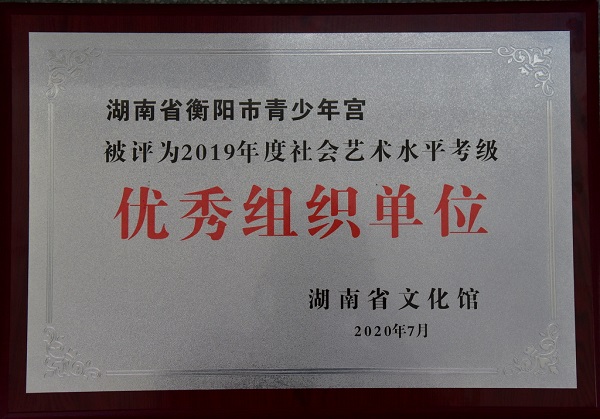 湖南省衡阳市青少年宫
被评为2019年度社会艺术水平考级
优秀组织单位
湖南省文化馆
2020年7月